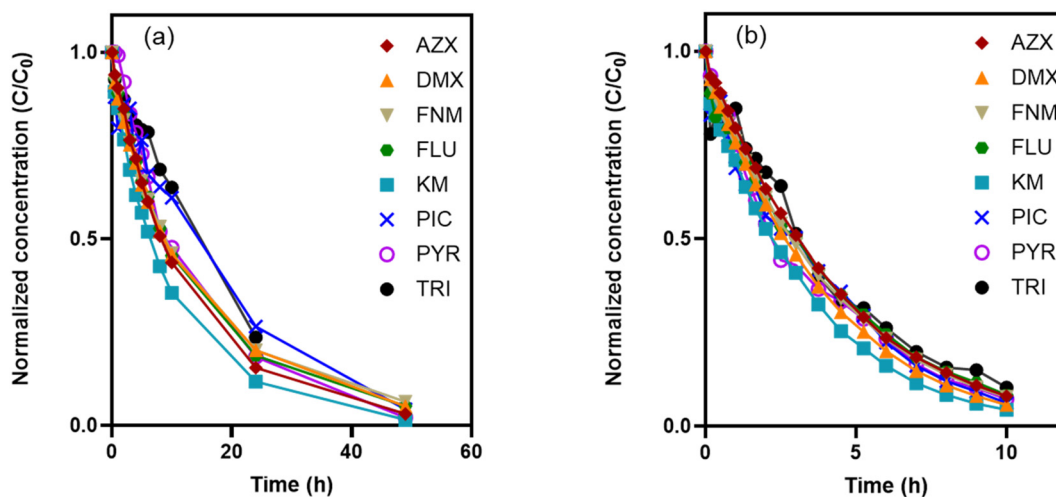 (a)
Normalized concentration (C/C₀)
1.0
0.5
0.0
0
20
40
60
Time (h)
AZX
DMX
FNM
FLU
KM
PIC
PYR
TRI
(b)
Normalized concentration (C/C₀)
1.0
0.5
0.0
0
5
10
Time (h)
AZX
DMX
FNM
FLU
KM
PIC
PYR
TRI